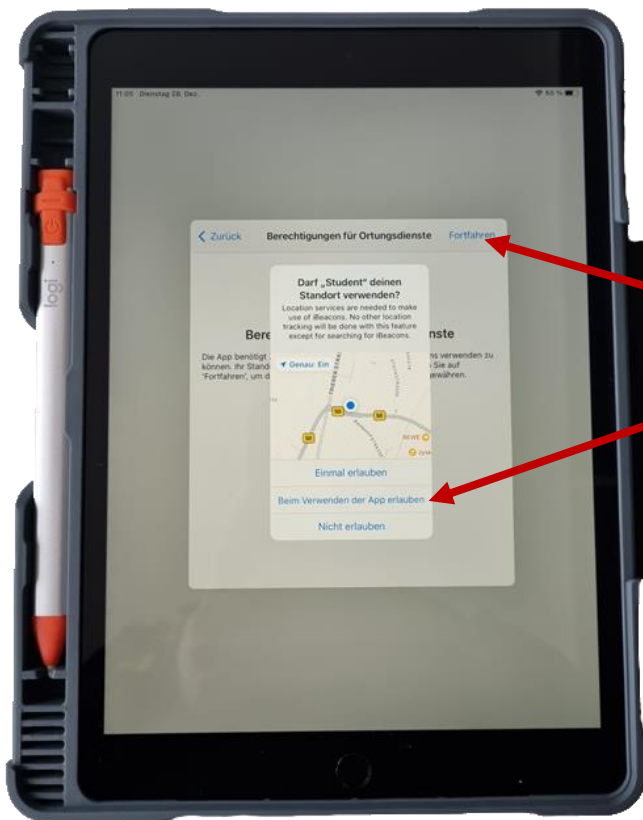 11:05 Dienstag 28. Dez.
60 %
Zurück Berechtigungen für Ortungsdienste Fortfahren
Darf „Student“ deinen
Standort verwenden?
Location services are needed to make
use of iBeacons. No other location
tracking will be done with this feature
except for searching for iBeacons.
Bere nste
Die App benötigt ns verwenden zu
können. Ihr Stand Sie auf
'Fortfahren', um d gewähren.
Genau: Ein
REWE
Einmal erlauben
Beim Verwenden der App erlauben
Nicht erlauben
logi